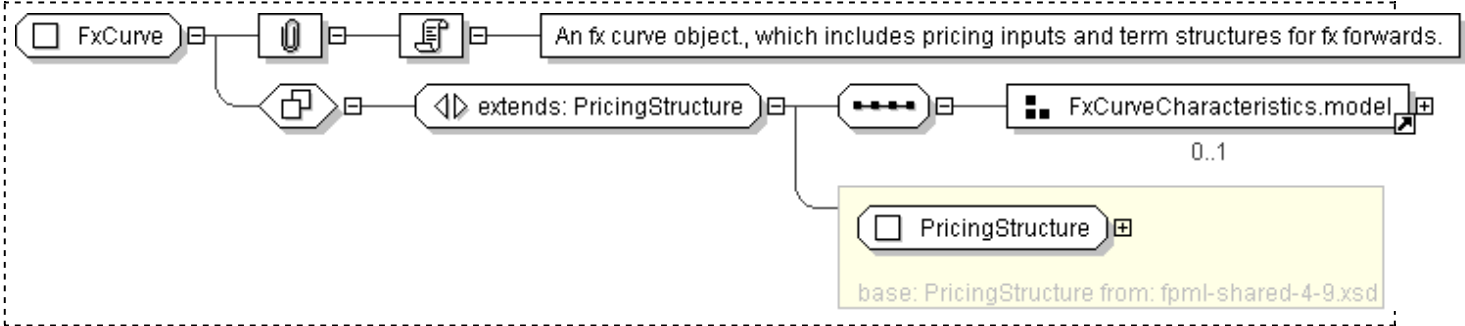 FxCurve
An fx curve object., which includes pricing inputs and term structures for fx forwards.
extends: PricingStructure
FxCurveCharacteristics.model
0..1
PricingStructure
base: PricingStructure from: fpml-shared-4-9.xsd